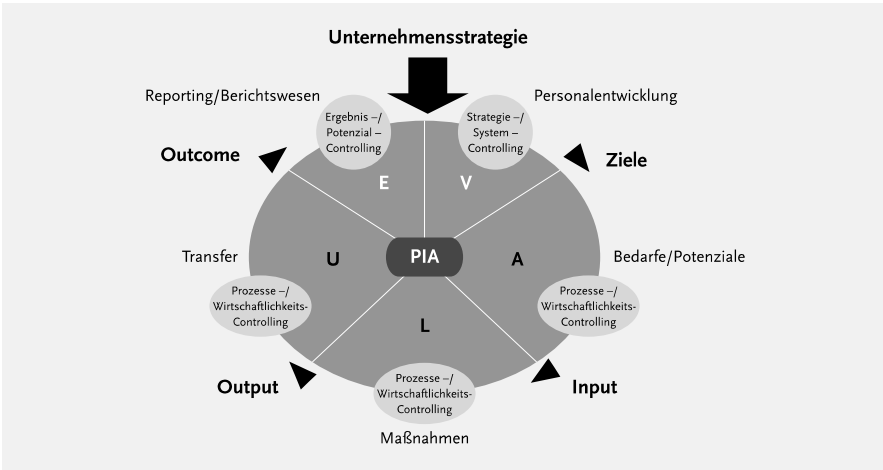 Unternehmensstrategie
Reporting/Berichtswesen
Personalentwicklung
Ergebnis –/
Potenzial –
Controlling
Strategie –/
System –
Controlling
Outcome
Ziele
E
V
Transfer
U
PIA
A
Bedarfe/Potenziale
Prozesse –/
Wirtschaftlichkeits-
Controlling
Prozesse –/
Wirtschaftlichkeits-
Controlling
L
Output
Prozesse –/
Wirtschaftlichkeits-
Controlling
Input
Maßnahmen